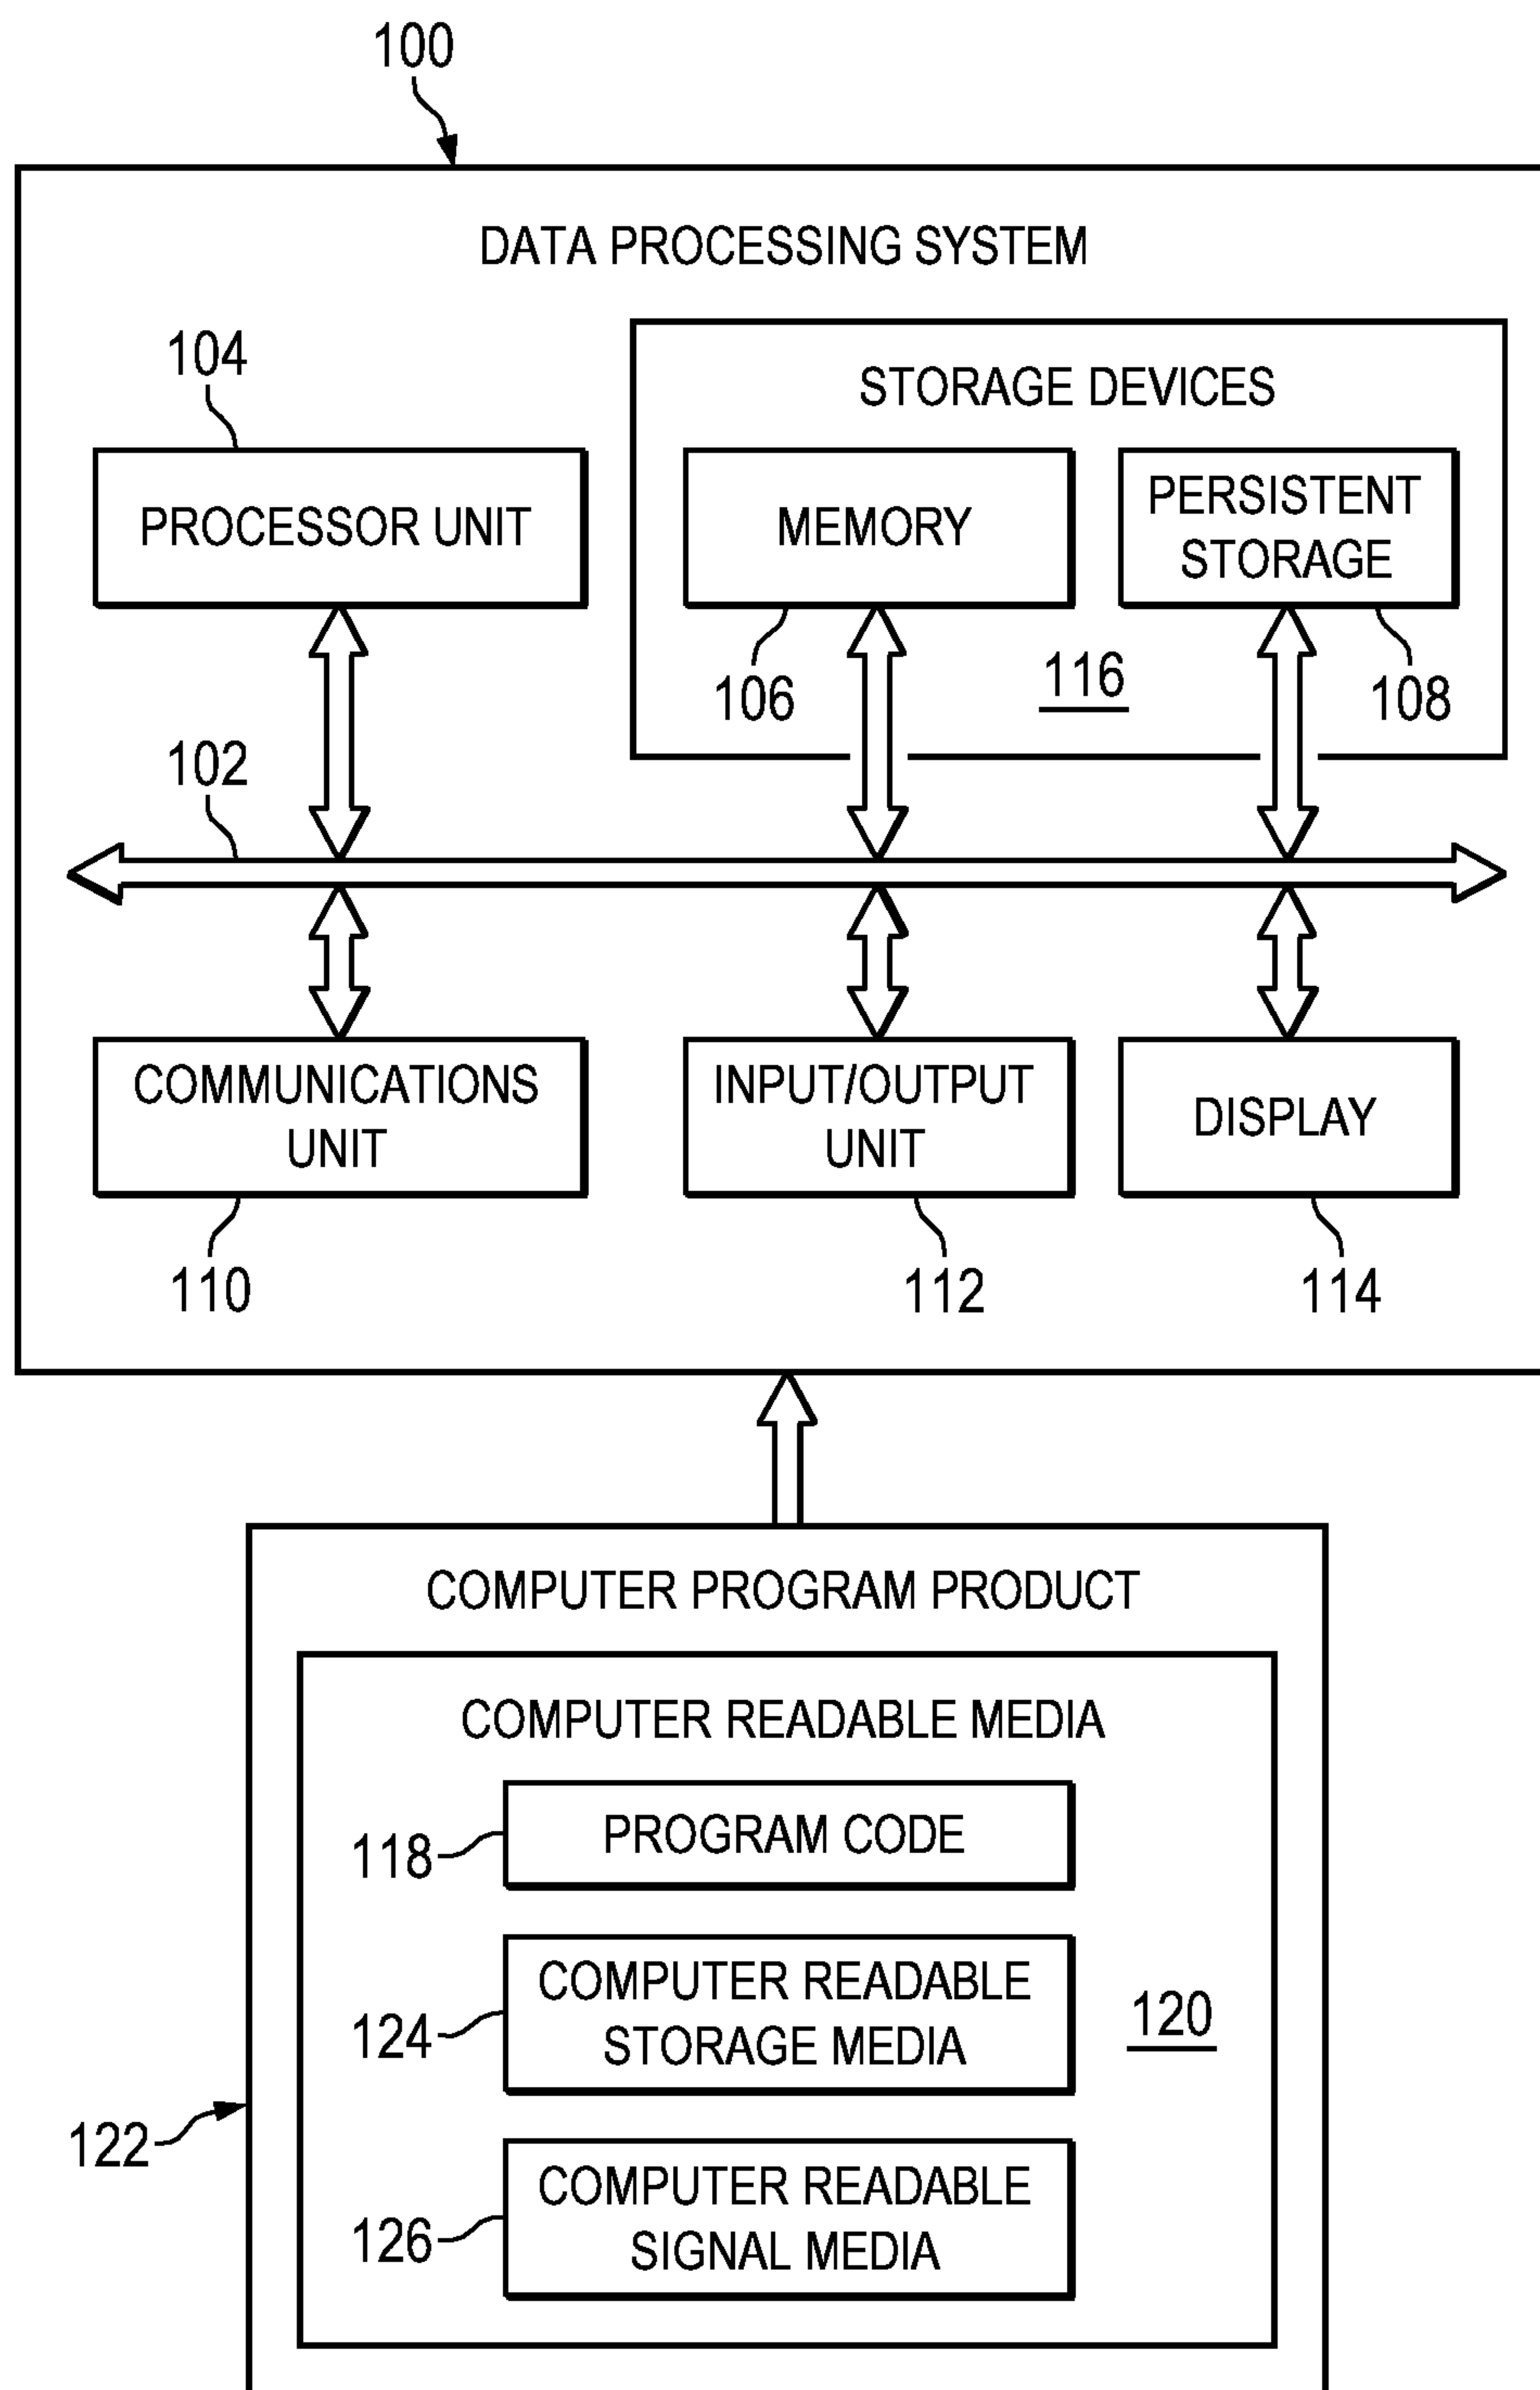 100
DATA PROCESSING SYSTEM
104
STORAGE DEVICES
PROCESSOR UNIT
MEMORY
PERSISTENT
STORAGE
106
116
108
102
COMMUNICATIONS
UNIT
INPUT/OUTPUT
UNIT
DISPLAY
110
112
114
COMPUTER PROGRAM PRODUCT
COMPUTER READABLE MEDIA
118
PROGRAM CODE
124
COMPUTER READABLE
STORAGE MEDIA
120
122
126
COMPUTER READABLE
SIGNAL MEDIA